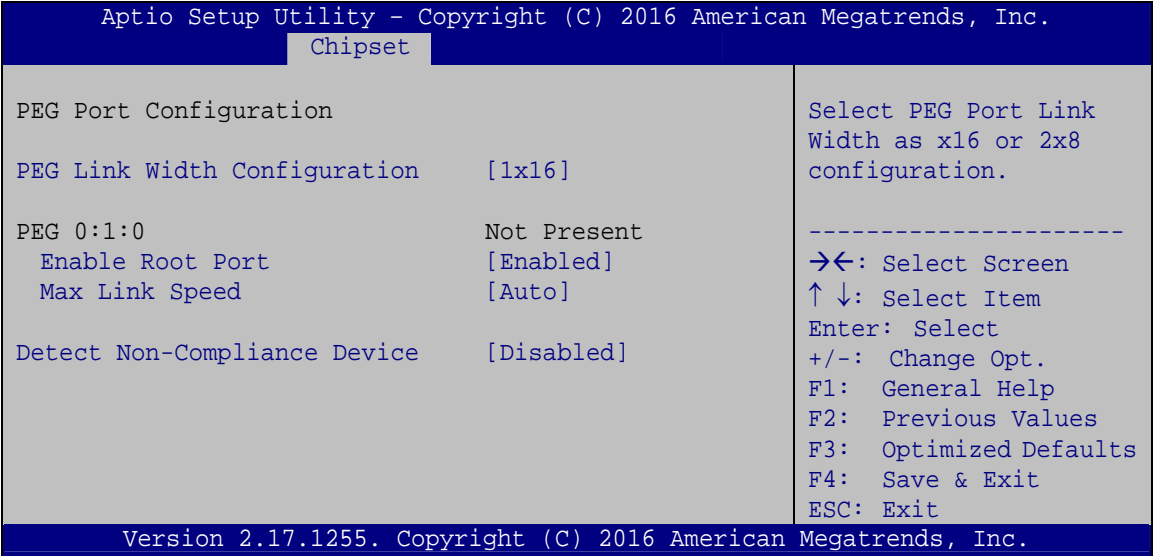 Aptio Setup Utility – Copyright (C) 2016 American Megatrends, Inc.
Chipset
PEG Port Configuration
PEG Link Width Configuration [1x16]
PEG 0:1:0 Not Present
Enable Root Port [Enabled]
Max Link Speed [Auto]
Detect Non-Compliance Device [Disabled]
Select PEG Port Link
Width as x16 or 2x8
configuration.
----------------------
→←: Select Screen
↑ ↓: Select Item
Enter: Select
+/-: Change Opt.
F1: General Help
F2: Previous Values
F3: Optimized Defaults
F4: Save & Exit
ESC: Exit
Version 2.17.1255. Copyright (C) 2016 American Megatrends, Inc.